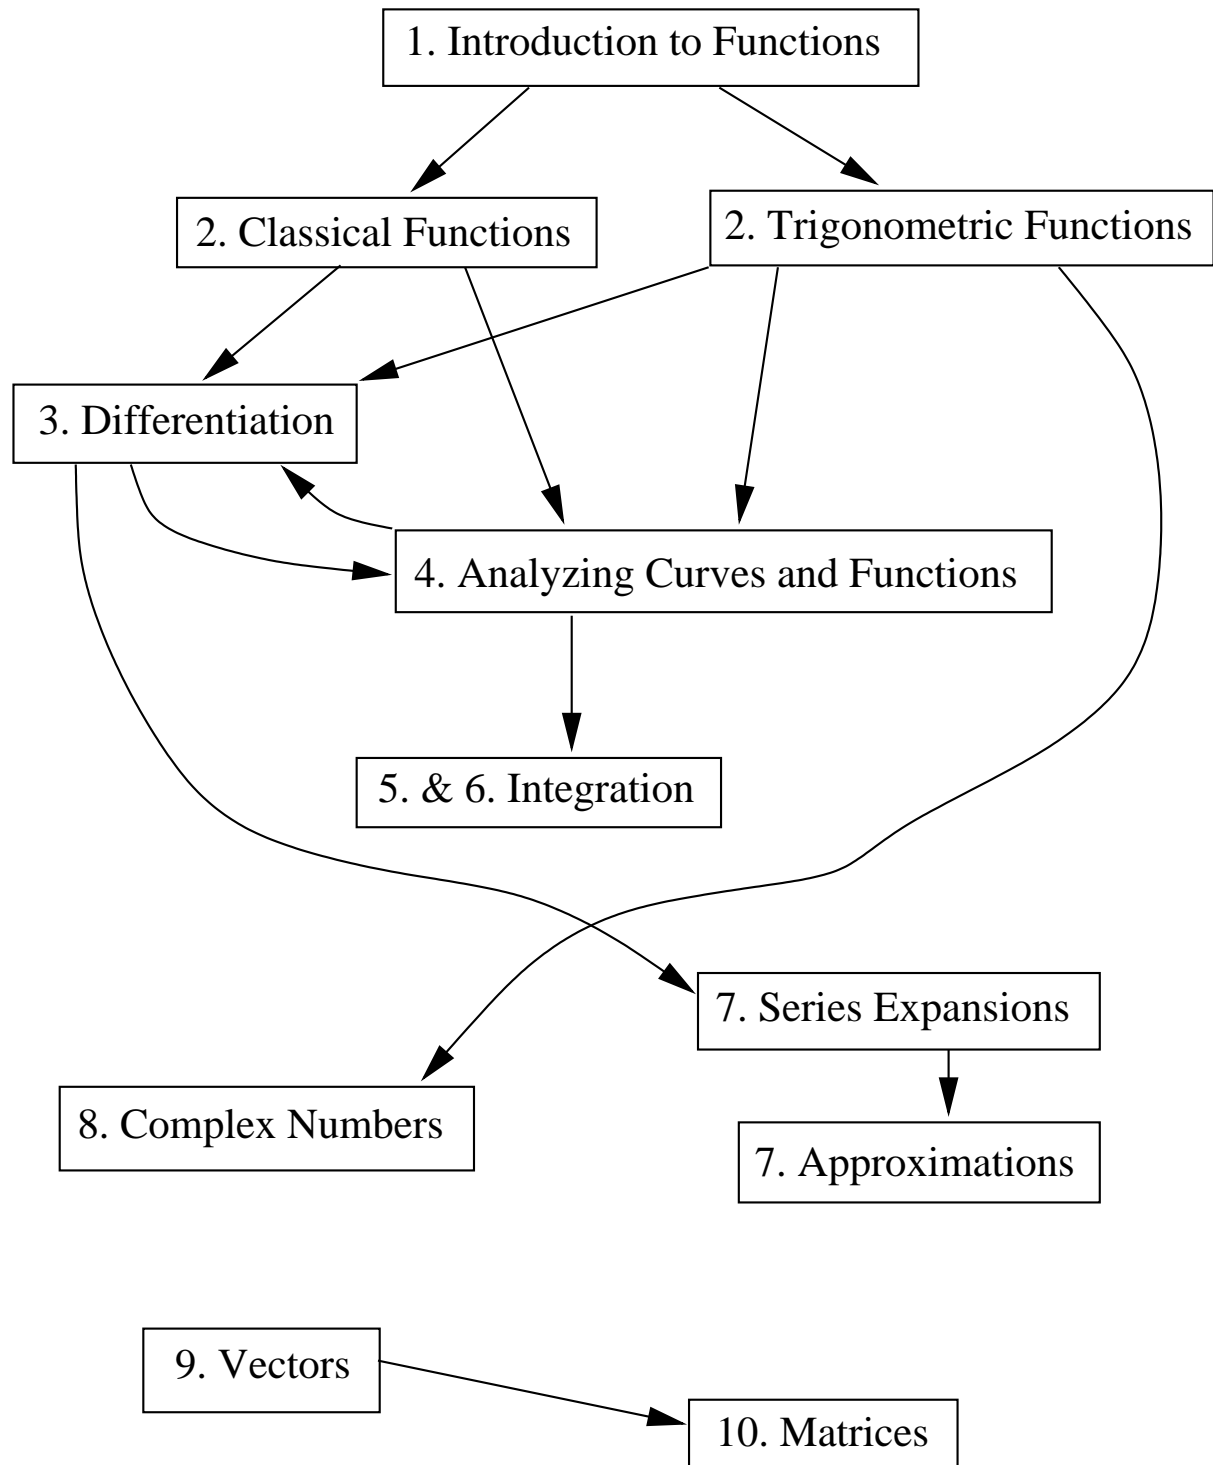 1. Introduction to Functions
2. Classical Functions
2. Trigonometric Functions
3. Differentiation
4. Analyzing Curves and Functions
5. & 6. Integration
7. Series Expansions
8. Complex Numbers
7. Approximations
9. Vectors
10. Matrices